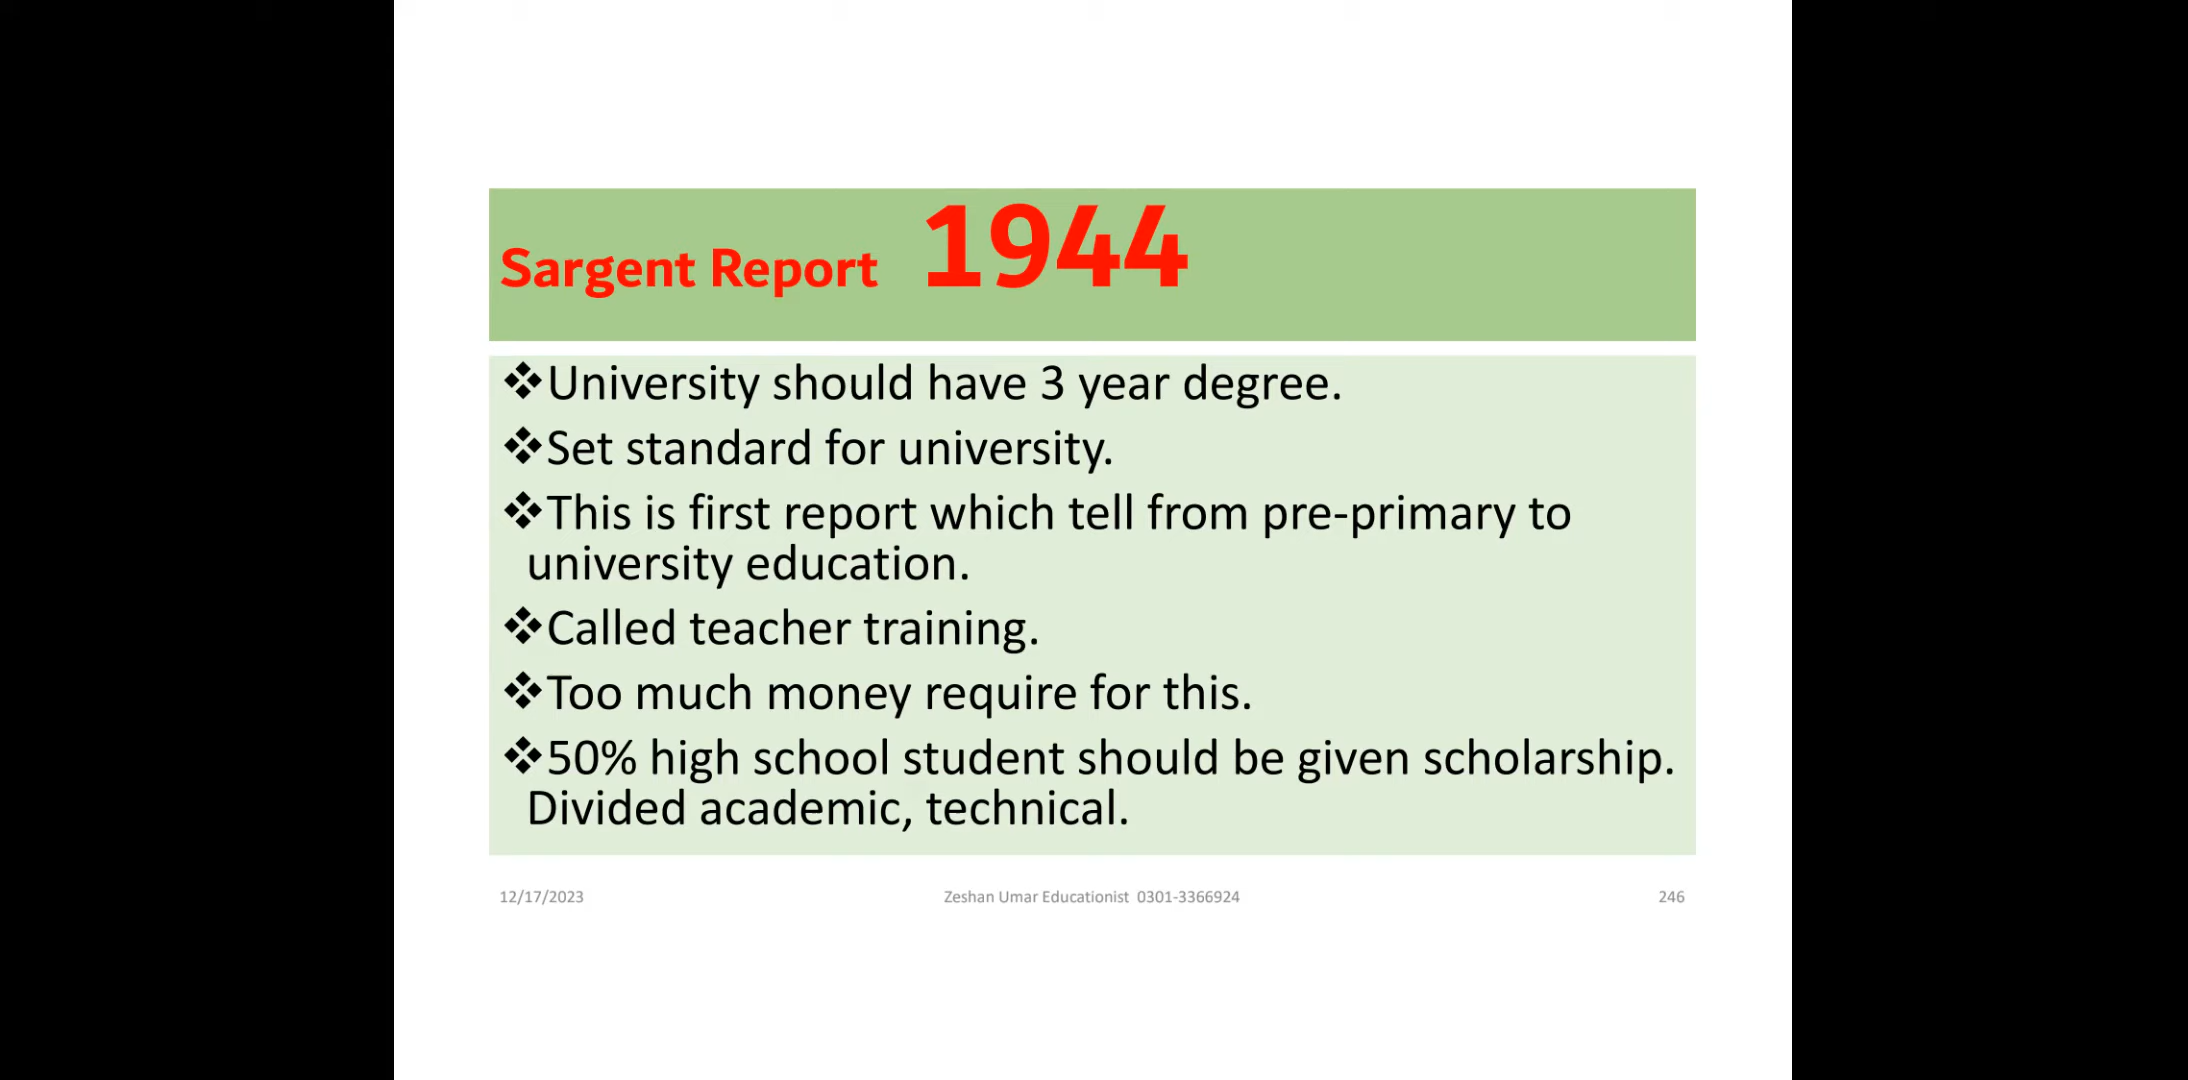 Sargent Report 1944
❖University should have 3 year degree.
❖Set standard for university.
❖This is first report which tell from pre-primary to
university education.
❖Called teacher training.
❖Too much money require for this.
❖50% high school student should be given scholarship.
Divided academic, technical.
12/17/2023 Zeshan Umar Educationist 0301-3366924 246